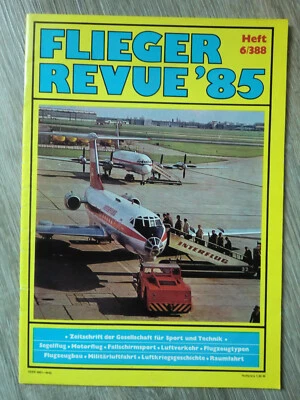 FLIEGER
REVUE '85
Heft
6/388
INTERFLUG
• Zeitschrift der Gesellschaft für Sport und Technik •
Segelflug • Motorflug • Fallschirmsport • Luftverkehr • Flugzeugtypen
Flugzeugbau • Militärluftfahrt • Luftkriegsgeschichte • Raumfahrt